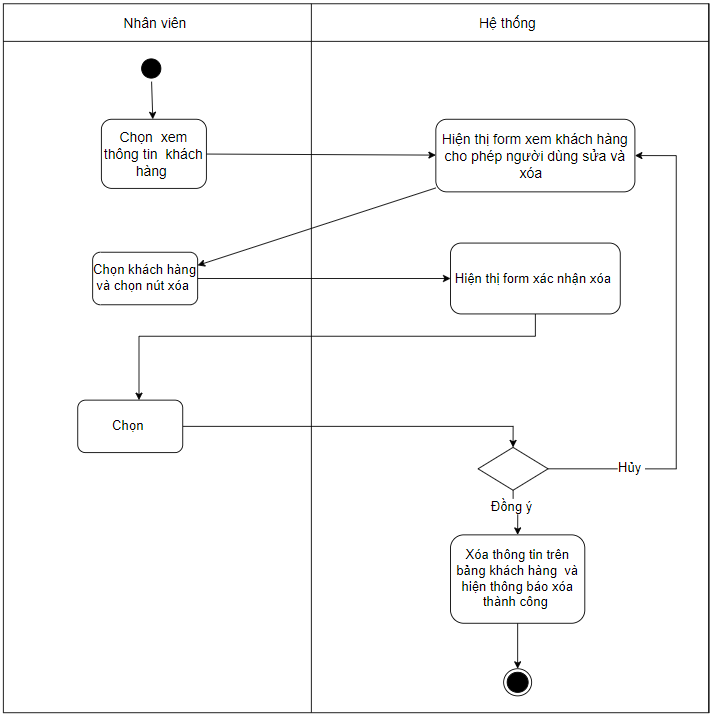 Nhân viên
Hệ thống
Chọn xem
thông tin khách
hàng
Hiện thị form xem khách hàng
cho phép người dùng sửa và
xóa
Chọn khách hàng
và chọn nút xóa
Hiện thị form xác nhận xóa
Chọn
Hủy
Đồng ý
Xóa thông tin trên
bảng khách hàng và
hiện thông báo xóa
thành công